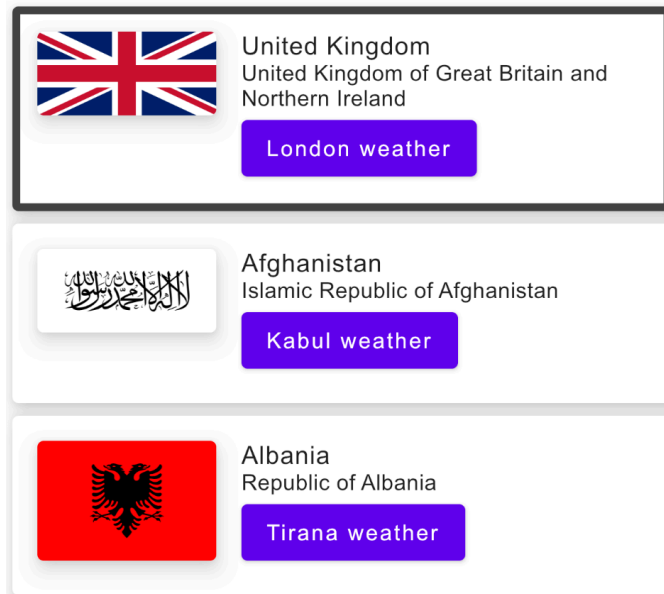 United Kingdom
United Kingdom of Great Britain and
Northern Ireland
London weather
لا إله إلا الله محمد رسول الله
Afghanistan
Islamic Republic of Afghanistan
Kabul weather
Albania
Republic of Albania
Tirana weather